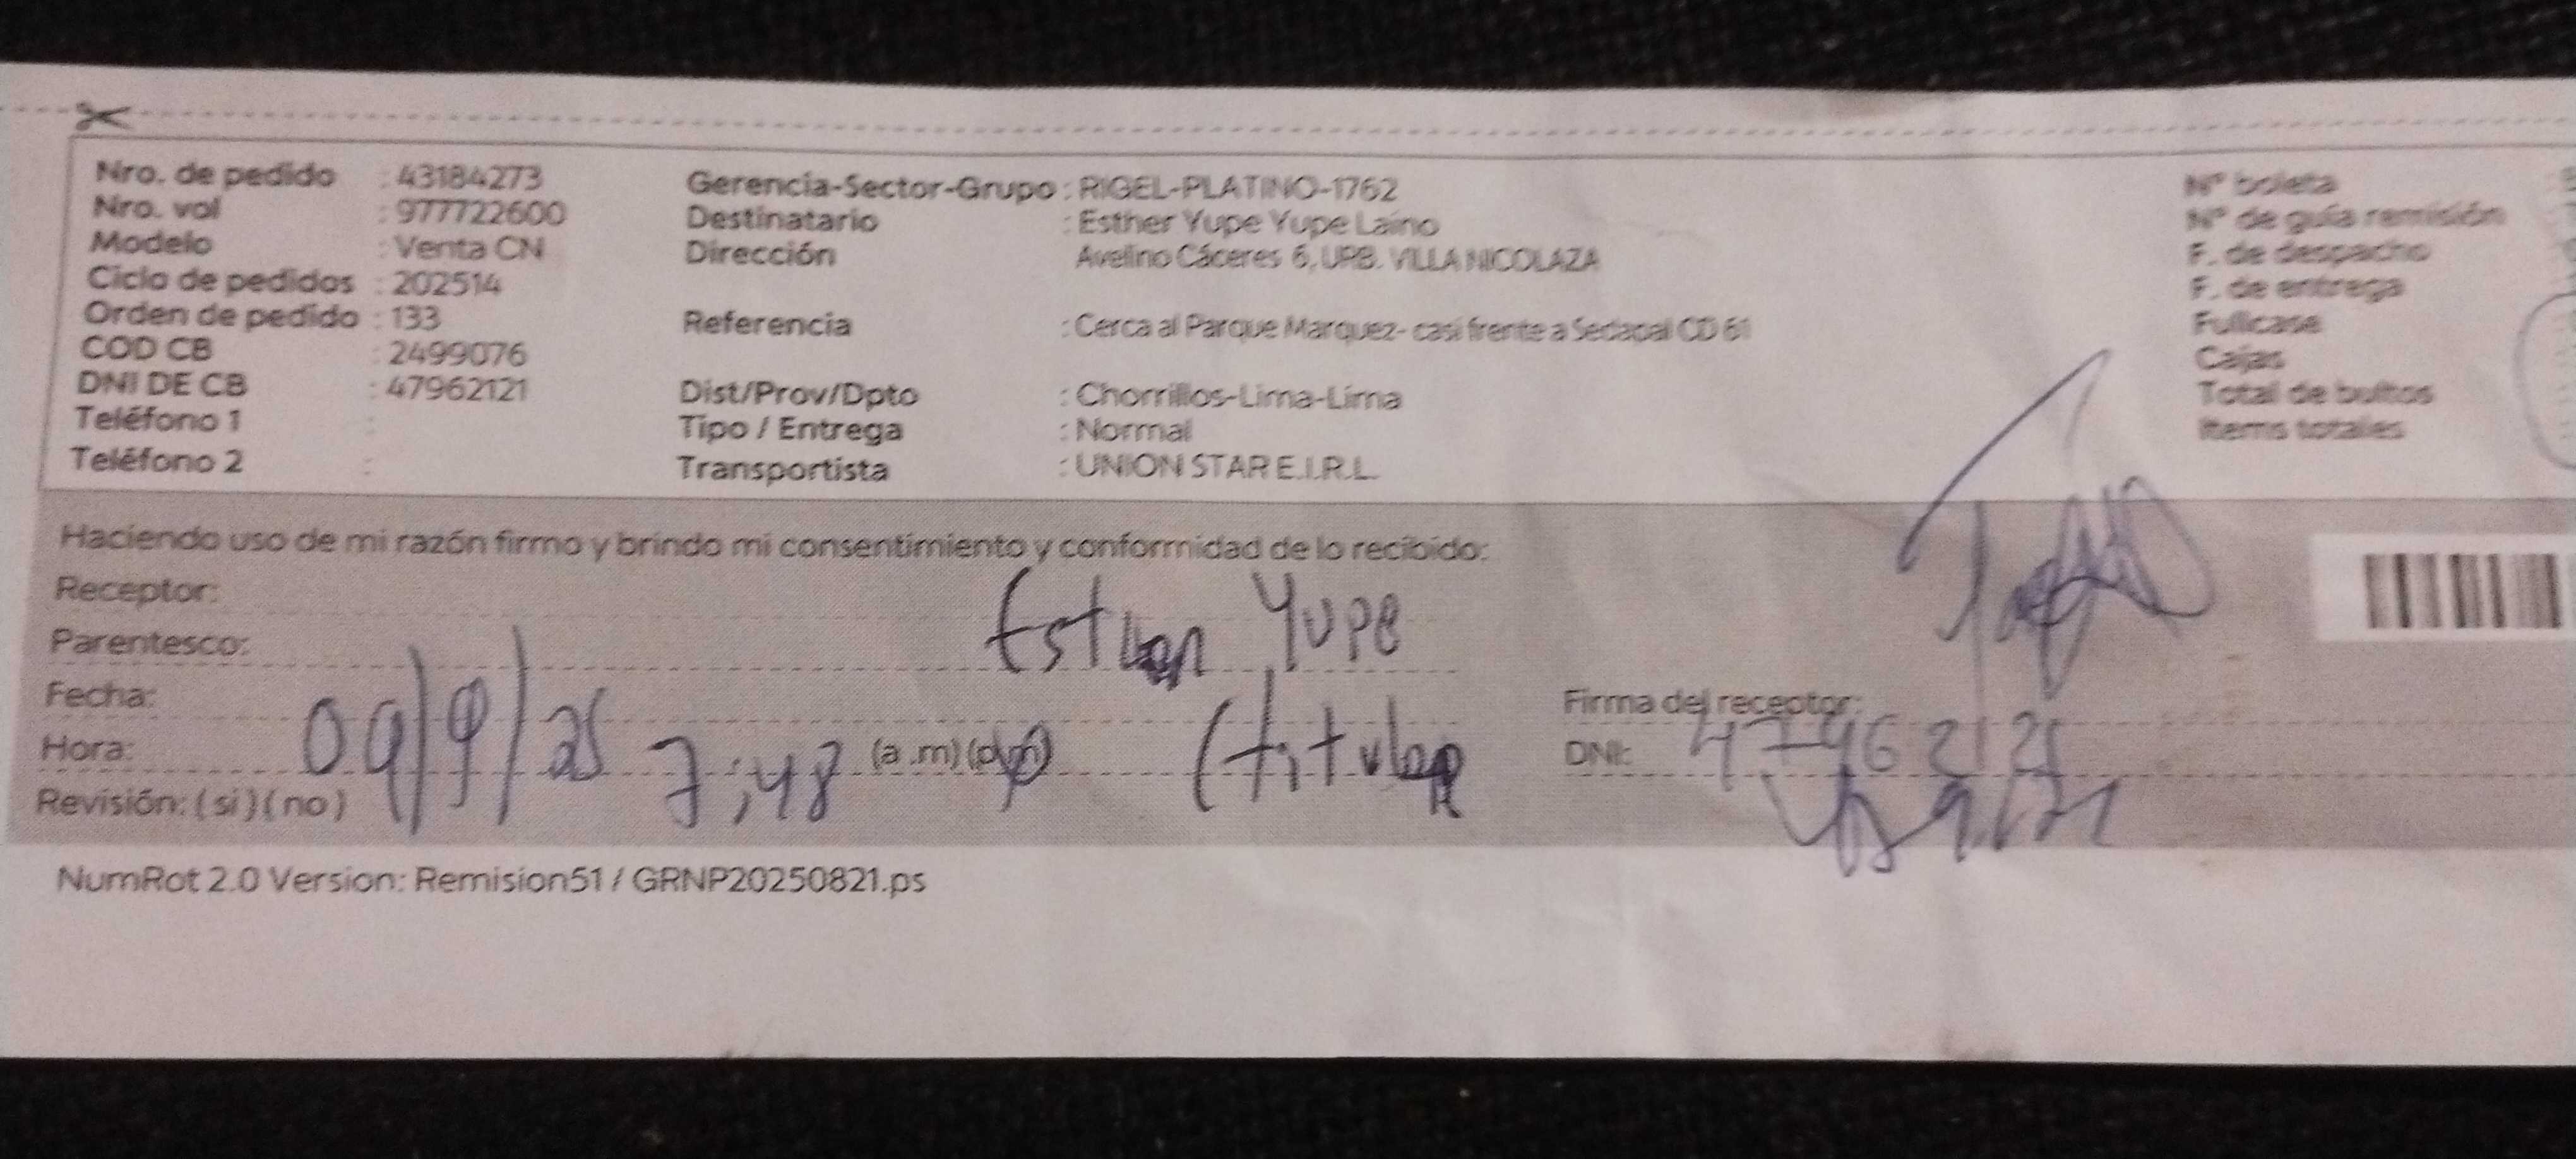 Nro. de pedido : 43184273
Nro. vol : 977722600
Modelo : Venta CN
Ciclo de pedidos : 202514
Orden de pedido : 133
COD CB : 2499076
DNI DE CB : 47962121
Teléfono 1 :
Teléfono 2 :
Gerencia-Sector-Grupo : RIGEL-PLATINO-1762
Destinatario : Esther Yupe Yupe Laino
Dirección Avelino Cáceres 6, URB. VILLA NICOLAZA
Referencia : Cerca al Parque Marquez- casi frente a Sedapal CD 61
Dist/Prov/Dpto : Chorrillos-Lima-Lima
Tipo / Entrega : Normal
Transportista : UNION STAR E.I.R.L.
Nº boleta
Nº de guía remisión
F. de despacho
F. de entrega
Fullcase
Cajas
Total de bultos
Items totales
Haciendo uso de mi razón firmo y brindo mi consentimiento y conformidad de lo recibido:
Receptor:
Parentesco: Yupe
Fecha: 09/9/25
Hora: 7:48 (a.m) (p.m)
Revisión: (si) (no)
Firma del receptor:
DNI:
NumRot 2.0 Version: Remision51 / GRNP20250821.ps